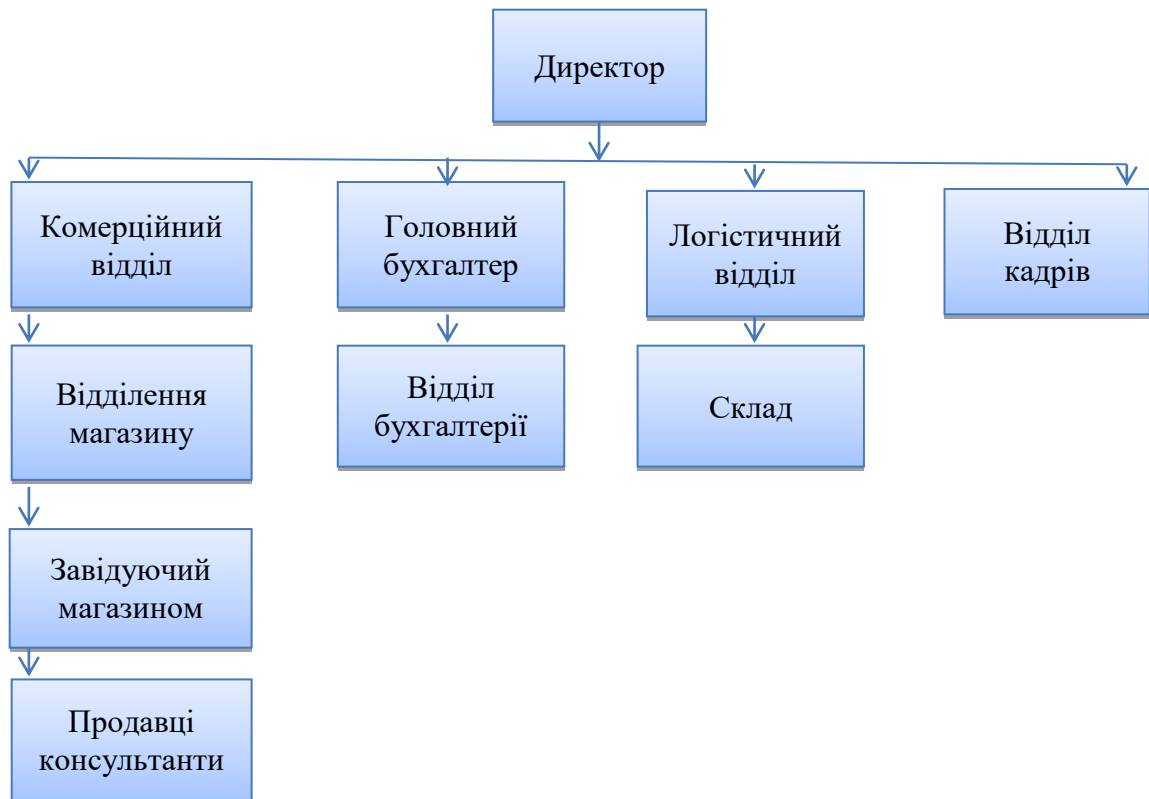 Директор
Комерційний
відділ
Головний
бухгалтер
Логістичний
відділ
Відділ
кадрів
Відділення
магазину
Відділ
бухгалтерії
Склад
Завідуючий
магазином
Продавці
консультанти